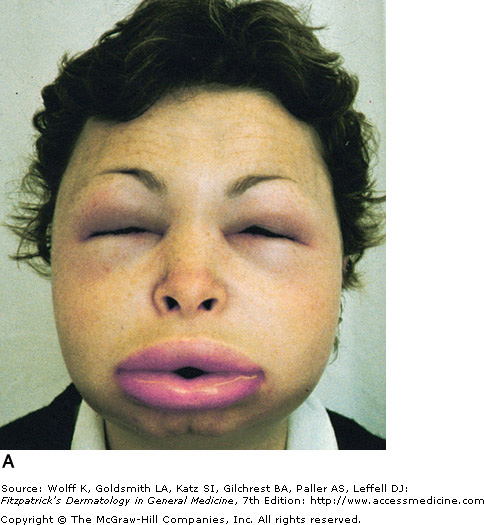 A
Source: Wolff K, Goldsmith LA, Katz SI, Gilchrest BA, Paller AS, Leffell DJ:
Fitzpatrick's Dermatology in General Medicine, 7th Edition: http://www.accessmedicine.com
Copyright © The McGraw-Hill Companies, Inc. All rights reserved.